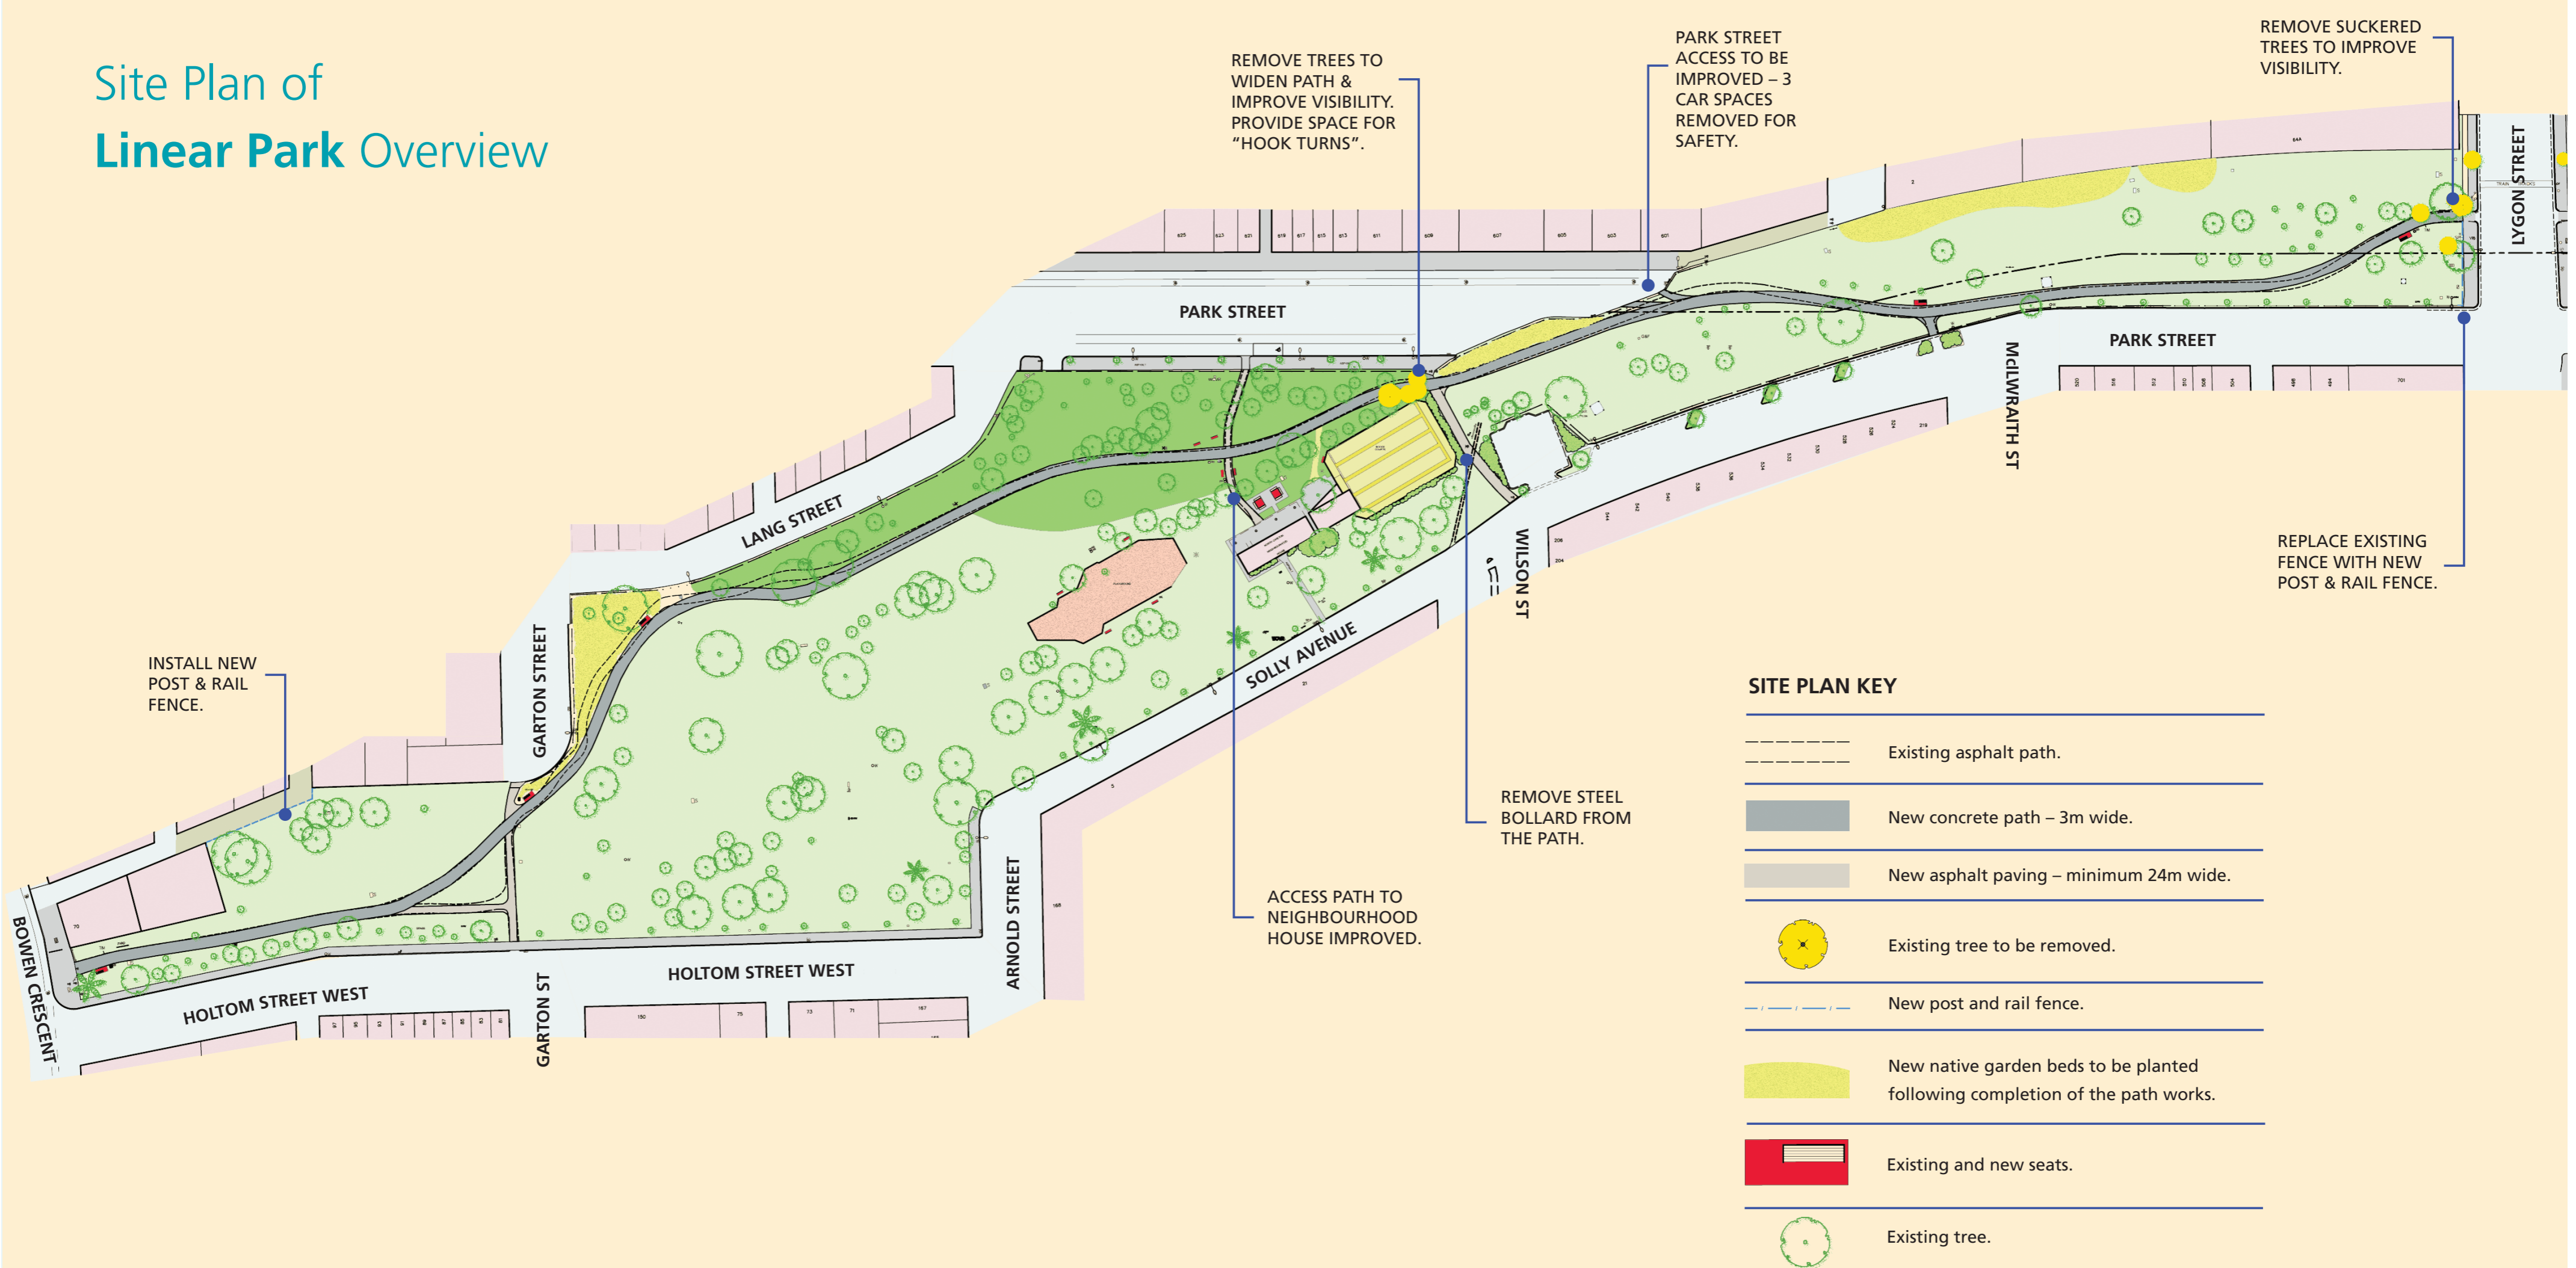 Site Plan of
Linear Park Overview
REMOVE TREES TO
WIDEN PATH &
IMPROVE VISIBILITY.
PROVIDE SPACE FOR
“HOOK TURNS”.
PARK STREET
ACCESS TO BE
IMPROVED – 3
CAR SPACES
REMOVED FOR
SAFETY.
REMOVE SUCKERED
TREES TO IMPROVE
VISIBILITY.
LYGON STREET
PARK STREET
PARK STREET
McILWRAITH ST
LANG STREET
WILSON ST
SOLLY AVENUE
GARTON STREET
REPLACE EXISTING
FENCE WITH NEW
POST & RAIL FENCE.
INSTALL NEW
POST & RAIL
FENCE.
REMOVE STEEL
BOLLARD FROM
THE PATH.
ACCESS PATH TO
NEIGHBOURHOOD
HOUSE IMPROVED.
ARNOLD STREET
BOWEN CRESCENT
HOLTOM STREET WEST
HOLTOM STREET WEST
GARTON ST
SITE PLAN KEY
Existing asphalt path.
New concrete path – 3m wide.
New asphalt paving – minimum 24m wide.
Existing tree to be removed.
New post and rail fence.
New native garden beds to be planted
following completion of the path works.
Existing and new seats.
Existing tree.